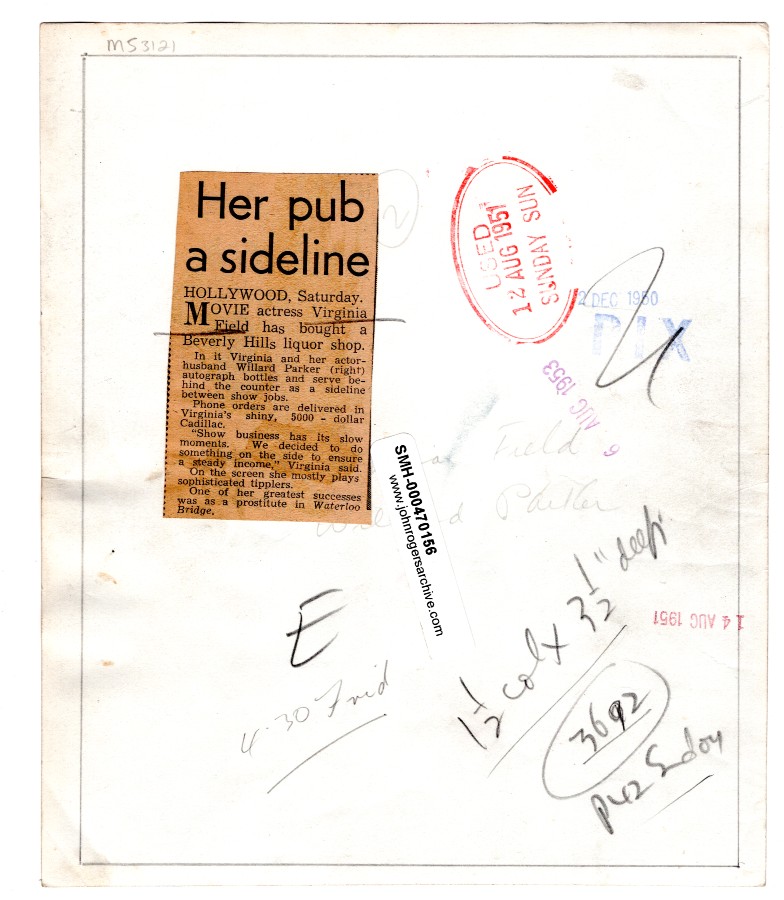 M53121
Her pub
a sideline
HOLLYWOOD, Saturday.
MOVIE actress Virginia
Field has bought a
Beverly Hills liquor shop.
In it Virginia and her actor-
husband Willard Parker (right)
autograph bottles and serve be-
hind the counter as a sideline
between show jobs.
Phone orders are delivered in
Virginia's shiny, 5000 - dollar
Cadillac.
"Show business has its slow
moments. We decided to do
something on the side to ensure
a steady income," Virginia said.
On the screen she mostly plays
sophisticated tipplers.
One of her greatest successes
was as a prostitute in Waterloo
Bridge.
2
USED
12 AUG 1951
SUNDAY SUN
2 DEC 1950
PIX
6 AUG 1953
Field
Parker
SMH-000470156
www.johnrogersarchive.com
14 AUG 1951
E
4-30 Frid
1½ col x 3½" deep
3692